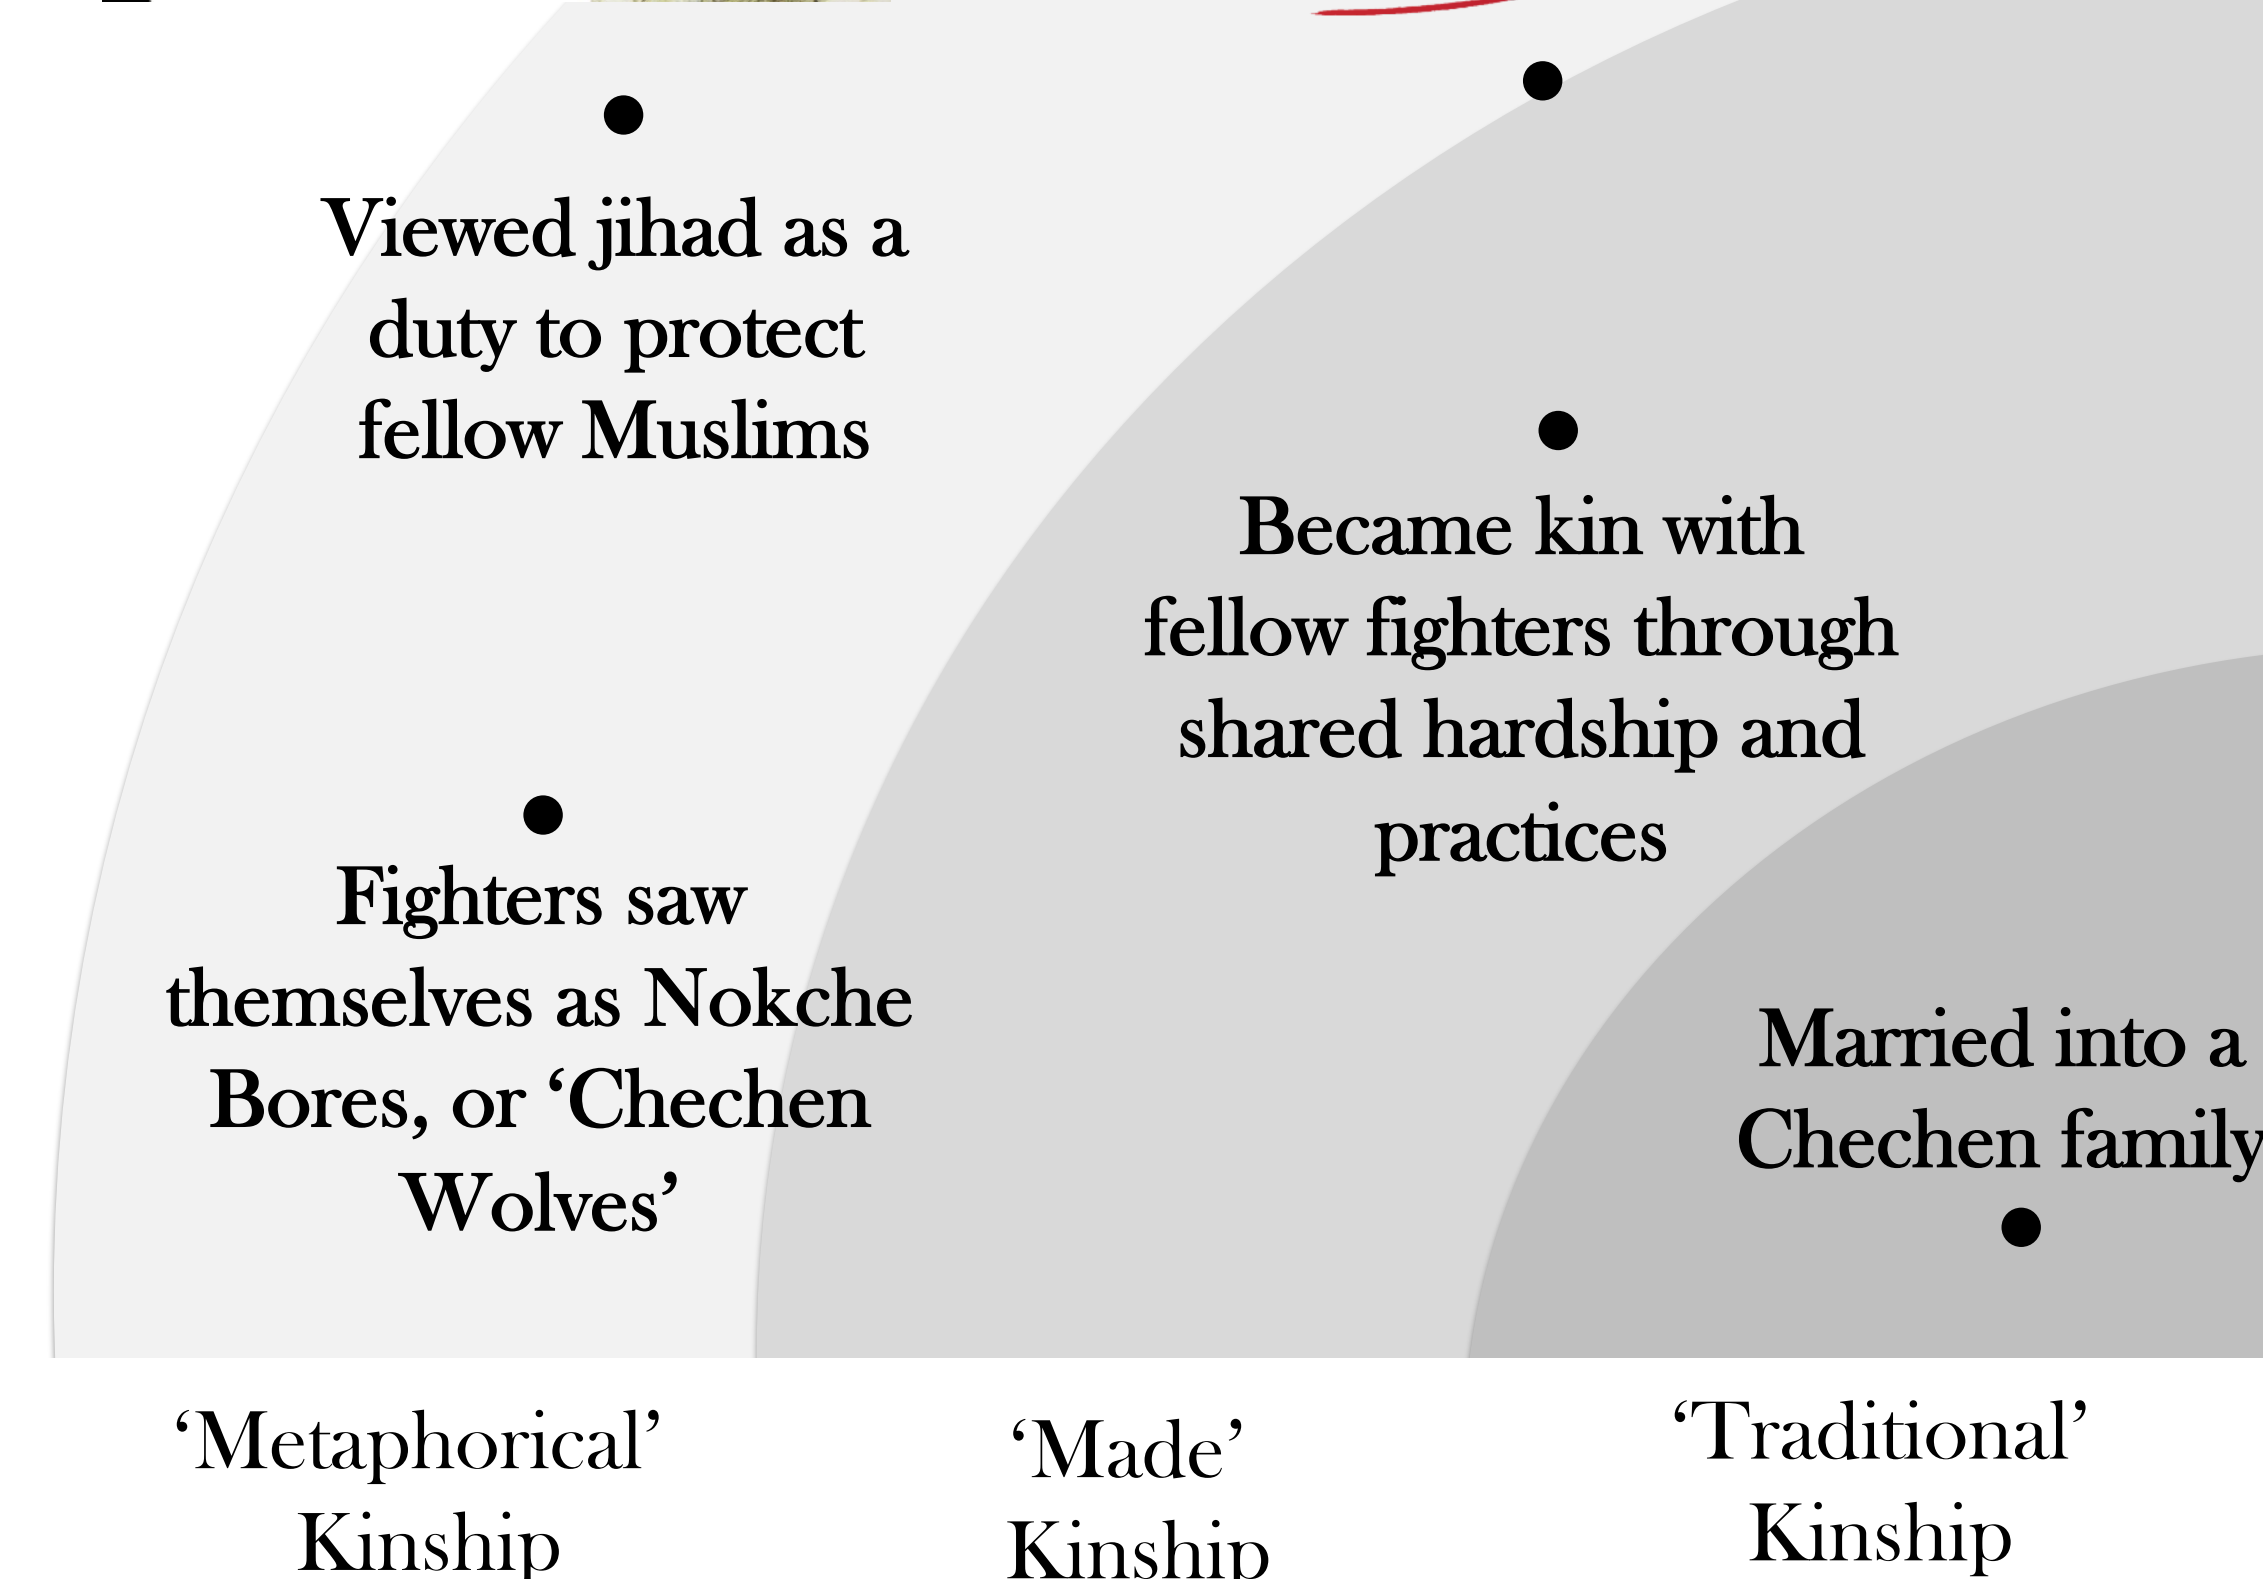 Viewed jihad as a
duty to protect
fellow Muslims
Became kin with
fellow fighters through
shared hardship and
practices
Fighters saw
themselves as Nokche
Bores, or ‘Chechen
Wolves’
Married into a
Chechen family
‘Metaphorical’
Kinship
‘Made’
Kinship
‘Traditional’
Kinship